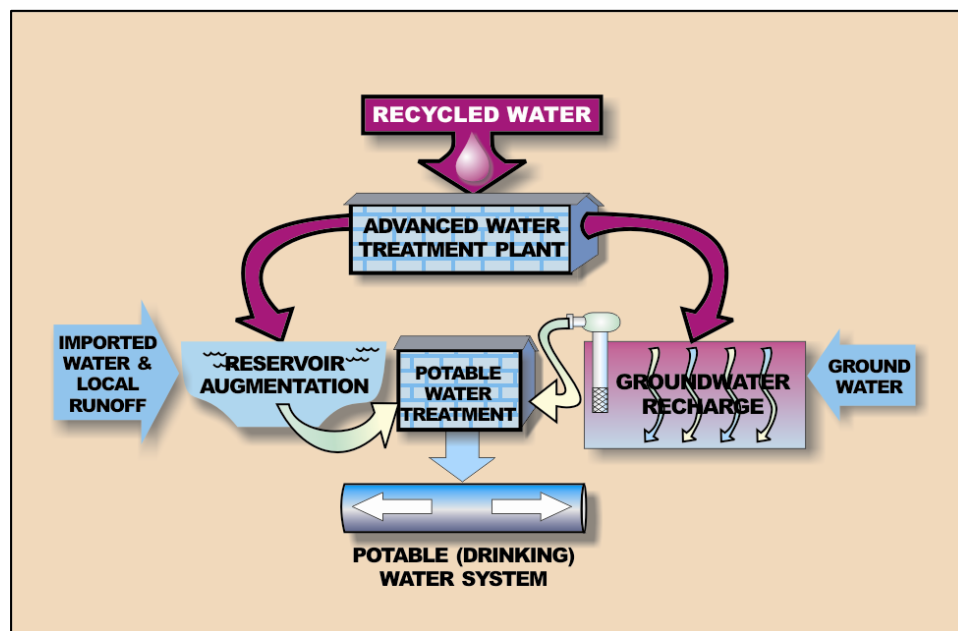 RECYCLED WATER
ADVANCED WATER
TREATMENT PLANT
IMPORTED
WATER &
LOCAL
RUNOFF
RESERVOIR
AUGMENTATION
POTABLE
WATER
TREATMENT
GROUNDWATER
RECHARGE
GROUND
WATER
POTABLE (DRINKING)
WATER SYSTEM